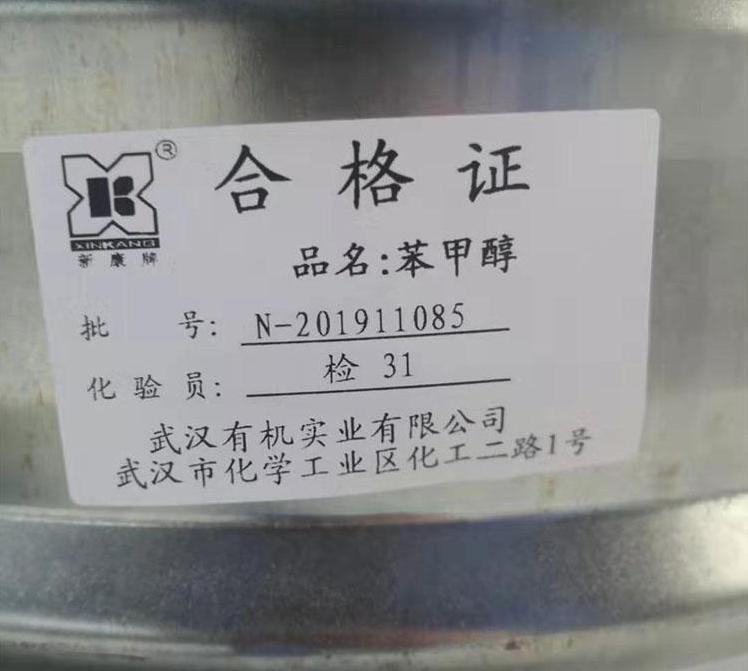 ®
合格证
XINKANG
新康牌
品名:苯甲醇
批 号: N-201911085
化验员: 检 31
武汉有机实业有限公司
武汉市化学工业区化工二路1号